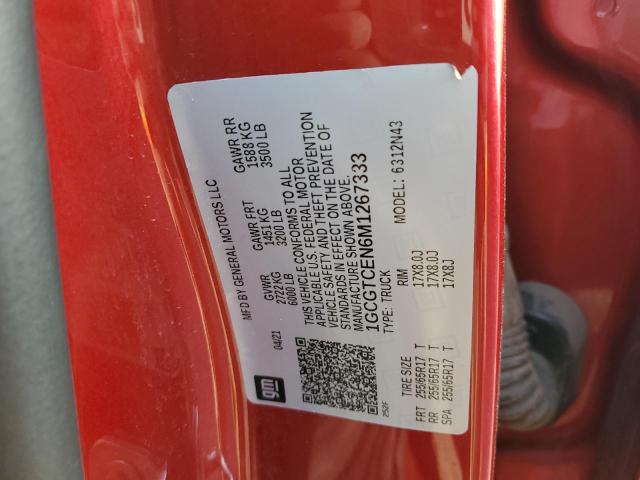 gm
MFD BY GENERAL MOTORS LLC
04/21 GVWR GAWR FRT GAWR RR
2722 KG 1451 KG 1588 KG
6000 LB 3200 LB 3500 LB
THIS VEHICLE CONFORMS TO ALL
APPLICABLE U.S. FEDERAL MOTOR
VEHICLE SAFETY AND THEFT PREVENTION
STANDARDS IN EFFECT ON THE DATE OF
MANUFACTURE SHOWN ABOVE.
1GCGTCEN6M1267333
TYPE: TRUCK MODEL: 6312N43
252F
TIRE SIZE RIM
FRT 255/65R17 T 17X8.0J
RR 255/65R17 T 17X8.0J
SPA 255/65R17 T 17X8J